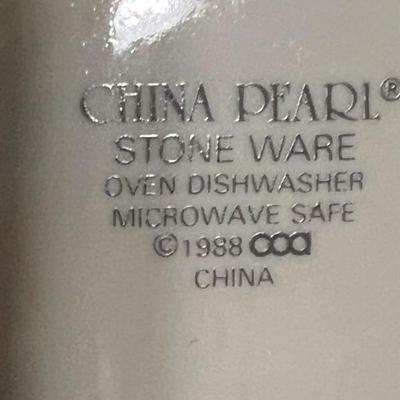 CHINA PEARL®
STONE WARE
OVEN DISHWASHER
MICROWAVE SAFE
©1988 cca
CHINA